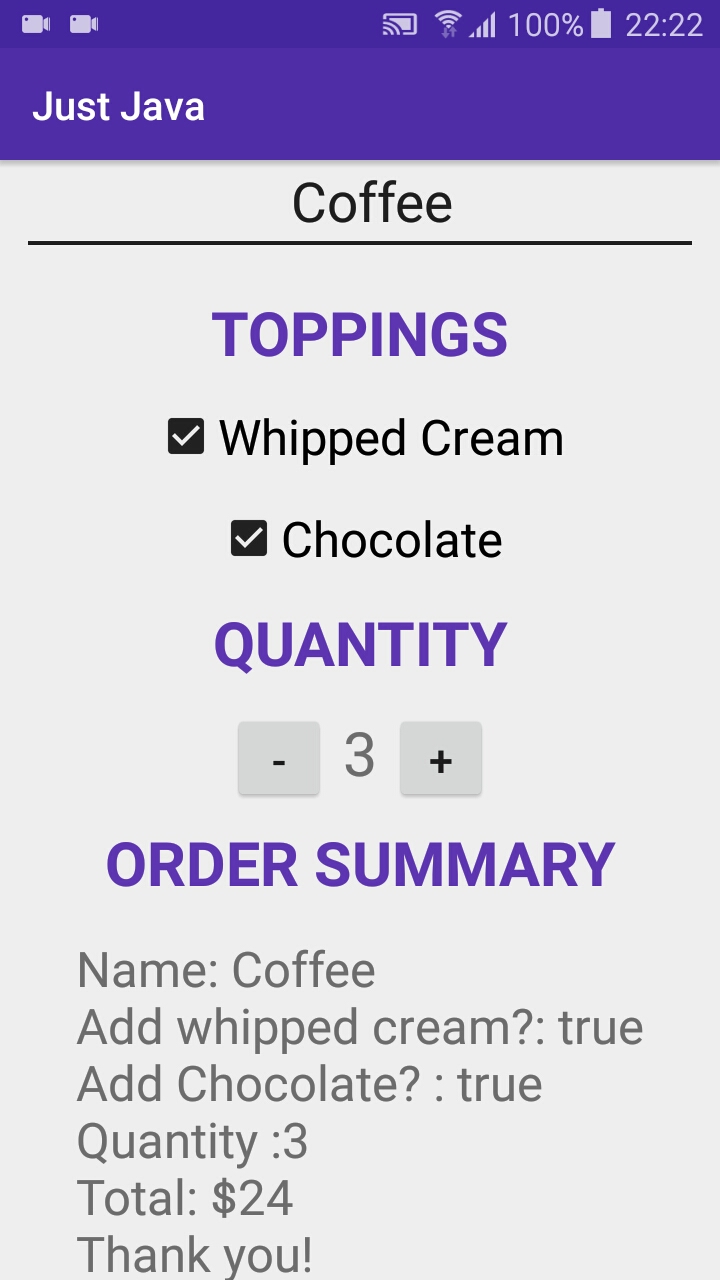 100% 22:22
Just Java
Coffee
TOPPINGS
Whipped Cream
Chocolate
QUANTITY
- 3 +
ORDER SUMMARY
Name: Coffee
Add whipped cream?: true
Add Chocolate? : true
Quantity :3
Total: $24
Thank you!